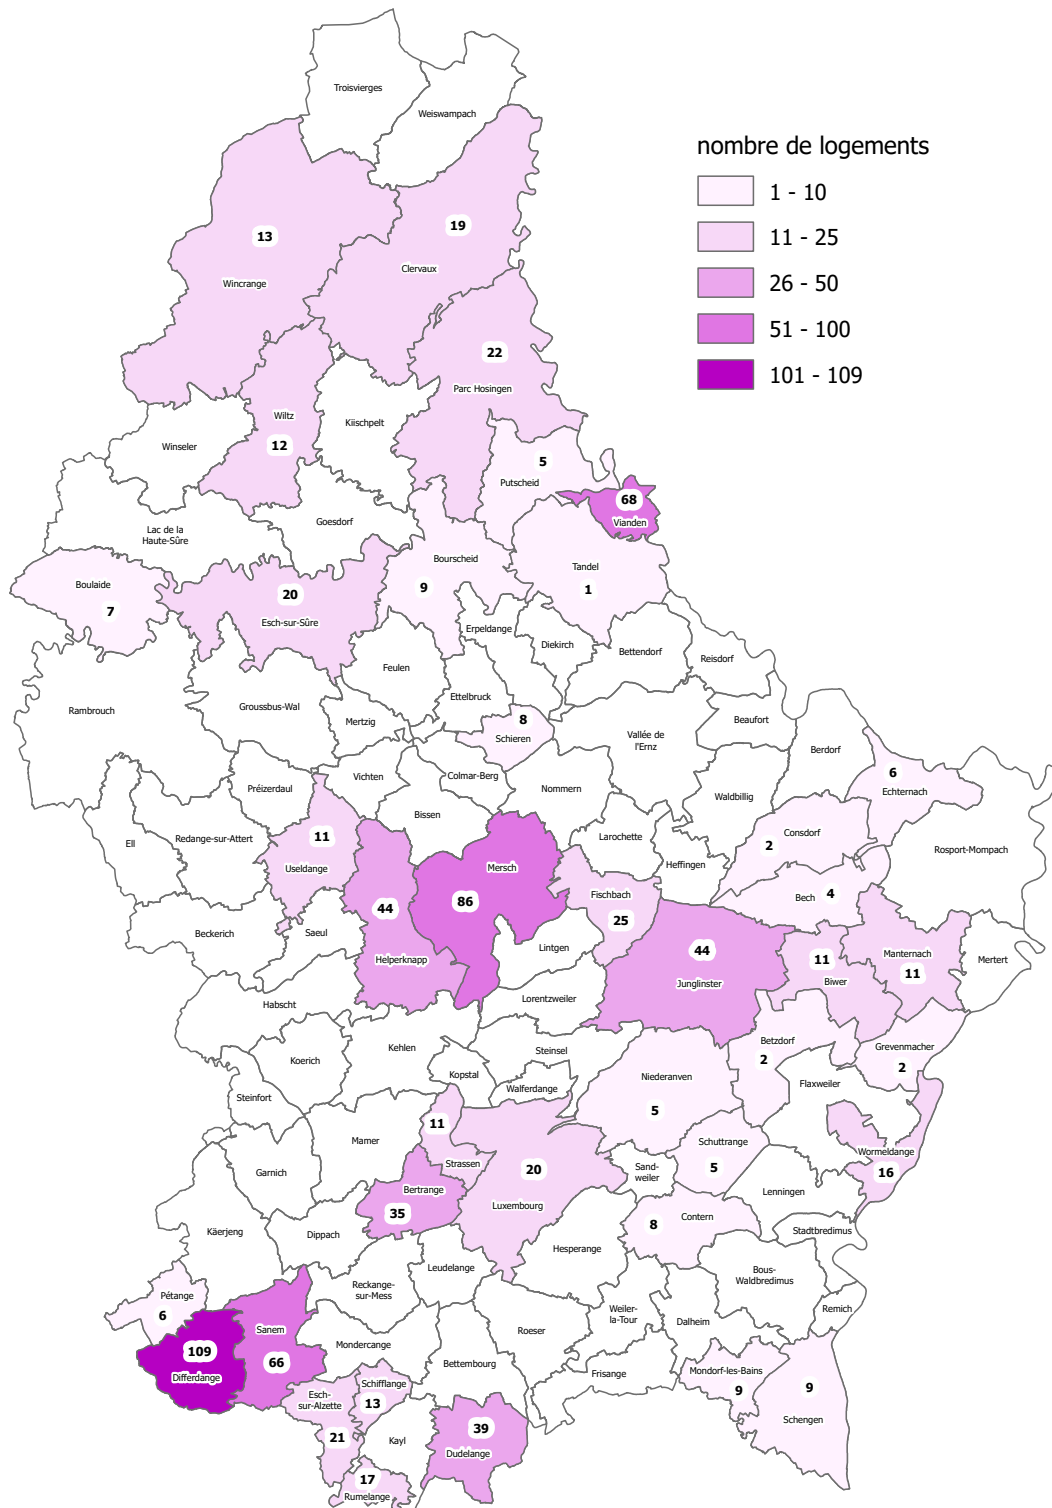 Troisvierges
Weiswampach
nombre de logements
1 - 10
11 - 25
26 - 50
51 - 100
101 - 109
13
Wincrange
19
Clervaux
22
Parc Hosingen
Wiltz
12
Kiischpelt
Winseler
5
Putscheid
68
Vianden
Goesdorf
Lac de la
Haute-Sûre
Bourscheid
9
Tandel
1
Boulaide
7
20
Esch-sur-Sûre
Erpeldange
Diekirch
Bettendorf
Reisdorf
Feulen
Ettelbruck
Rambrouch
Groussbus-Wal
Mertzig
8
Schieren
Vallée de
l'Ernz
Beaufort
Berdorf
6
Echternach
Préizerdaul
Vichten
Colmar-Berg
Nommern
Waldbillig
Bissen
Ell
Redange-sur-Attert
11
Useldange
Larochette
Heffingen
Consdorf
2
Rosport-Mompach
Mersch
86
Fischbach
25
Bech
4
44
Helperknapp
Beckerich
Saeul
Lintgen
44
Junglinster
11
Biwer
Manternach
11
Mertert
Habscht
Lorentzweiler
Koerich
Kehlen
Steinsel
Kopstal
Walferdange
Niederanven
5
Betzdorf
2
Grevenmacher
2
Flaxweiler
Steinfort
Mamer
11
Strassen
20
Luxembourg
Sand-
weiler
Schuttrange
5
Wormeldange
16
Garnich
Bertrange
35
Lenningen
Käerjeng
Dippach
8
Contern
Stadtbredimus
Hesperange
Leudelange
Bous-
Waldbredimus
Reckange-
sur-Mess
Pétange
6
Weiler-
la-Tour
Dalheim
Remich
Roeser
Sanem
66
109
Differdange
Mondercange
Bettembourg
Frisange
Mondorf-les-Bains
9
9
Schengen
Schifflange
13
Esch-
sur-Alzette
21
Kayl
39
Dudelange
17
Rumelange